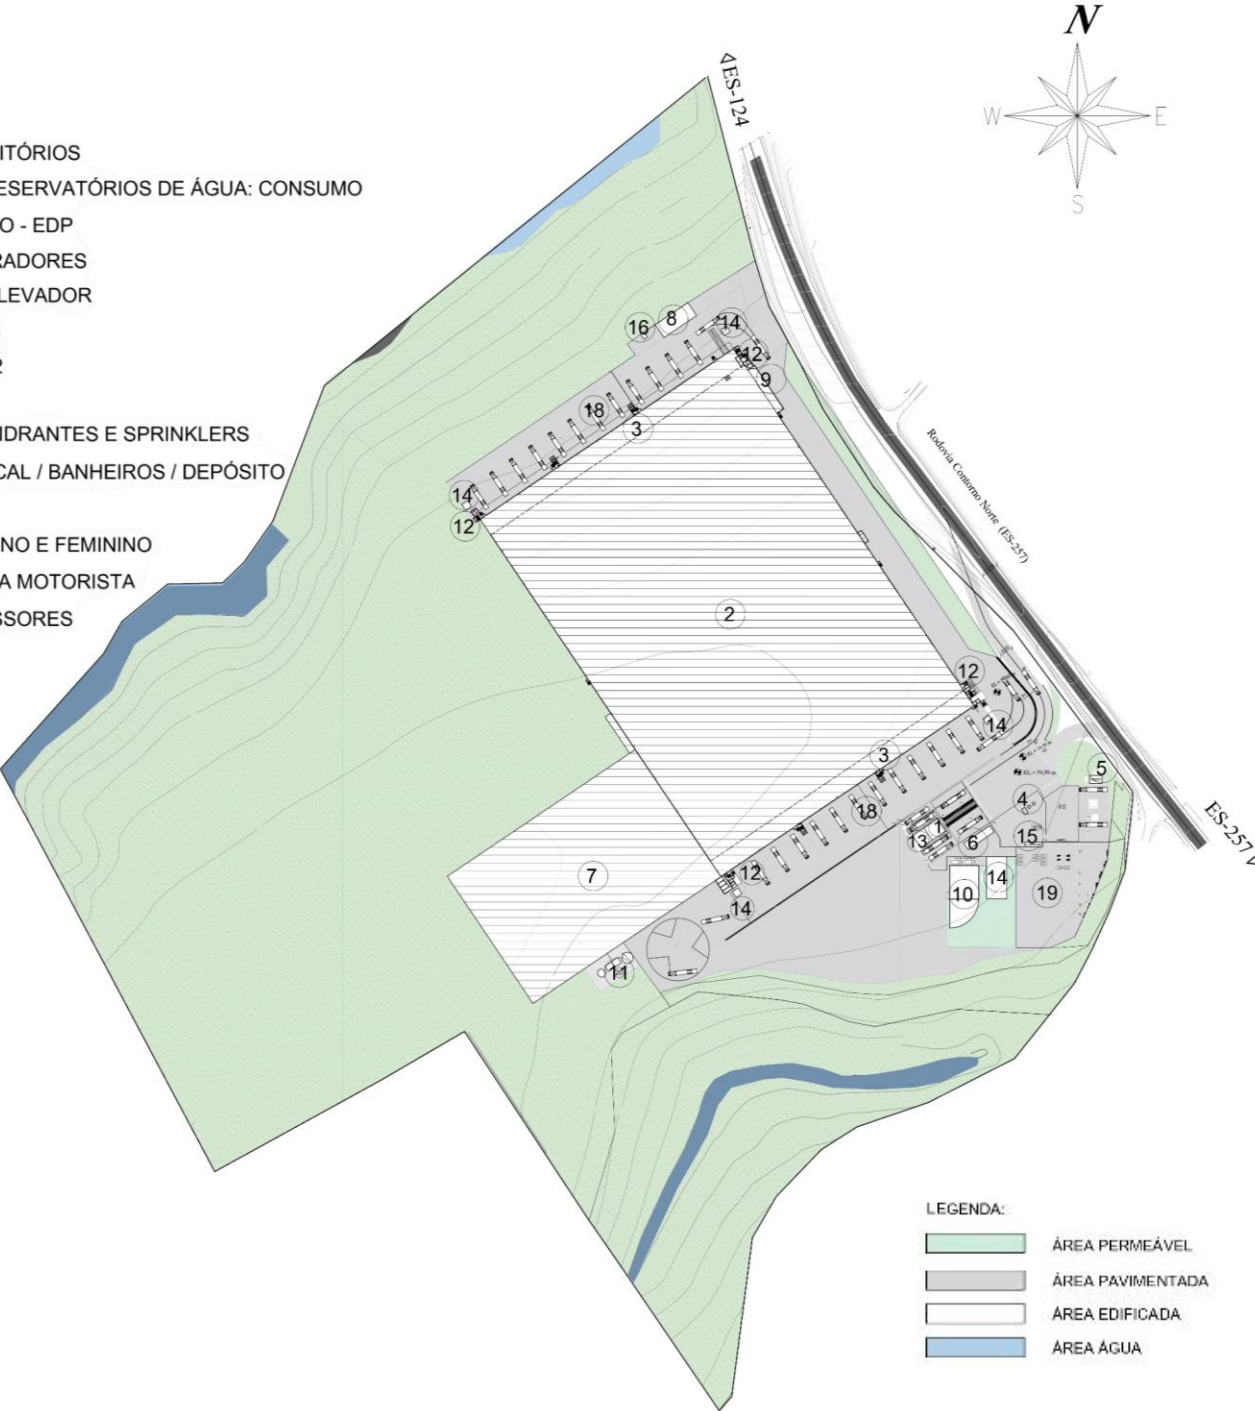 N
W
E
S
ES-124
ITÓRIOS
ESERVATÓRIOS DE ÁGUA: CONSUMO
O - EDP
RADORES
LEVADOR
2
IDRANTES E SPRINKLERS
CAL / BANHEIROS / DEPÓSITO
NO E FEMININO
A MOTORISTA
SSORES
16
8
14
12
9
18
3
14
12
Rodovia Contorno Norte (ES-257)
2
12
14
3
5
4
18
ES-257
13
7
6
15
12
7
10
14
19
14
11
LEGENDA:
ÁREA PERMEÁVEL
ÁREA PAVIMENTADA
ÁREA EDIFICADA
ÁREA ÁGUA